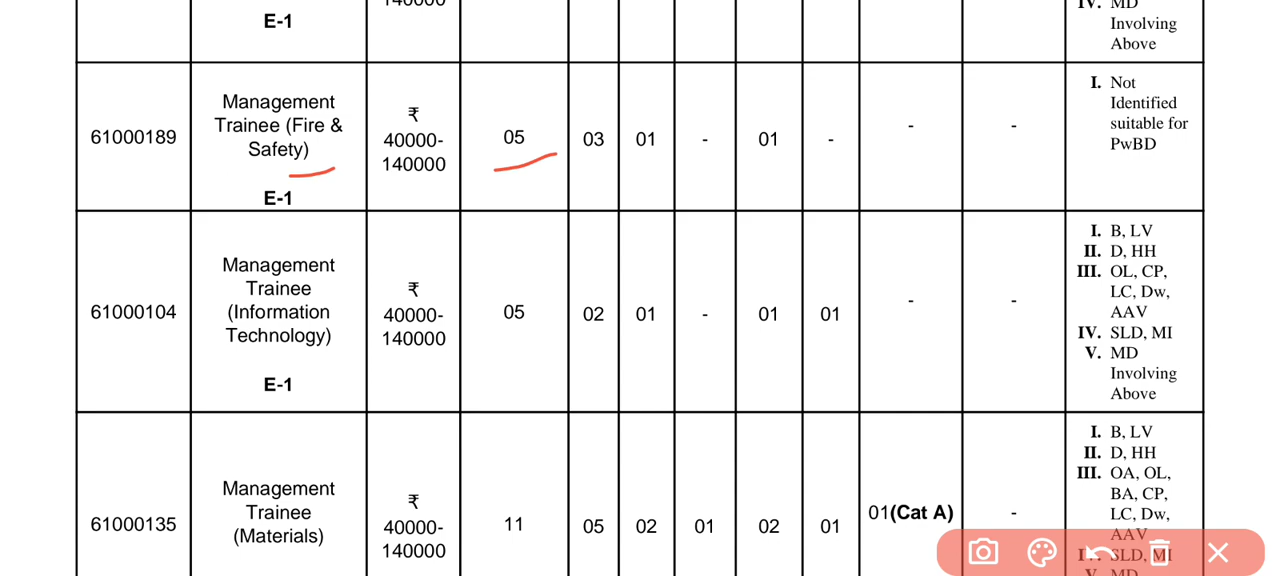 140000
E-1
IV. MD
Involving
Above
61000189
Management
Trainee (Fire &
Safety)
E-1
₹
40000-
140000
05
03
01
-
01
-
-
-
I. Not
Identified
suitable for
PwBD
61000104
Management
Trainee
(Information
Technology)
E-1
₹
40000-
140000
05
02
01
-
01
01
-
-
I. B, LV
II. D, HH
III. OL, CP,
LC, Dw,
AAV
IV. SLD, MI
V. MD
Involving
Above
61000135
Management
Trainee
(Materials)
₹
40000-
140000
11
05
02
01
02
01
01(Cat A)
-
I. B, LV
II. D, HH
III. OA, OL,
BA, CP,
LC, Dw,
AAV
SLD, MI
V. MD